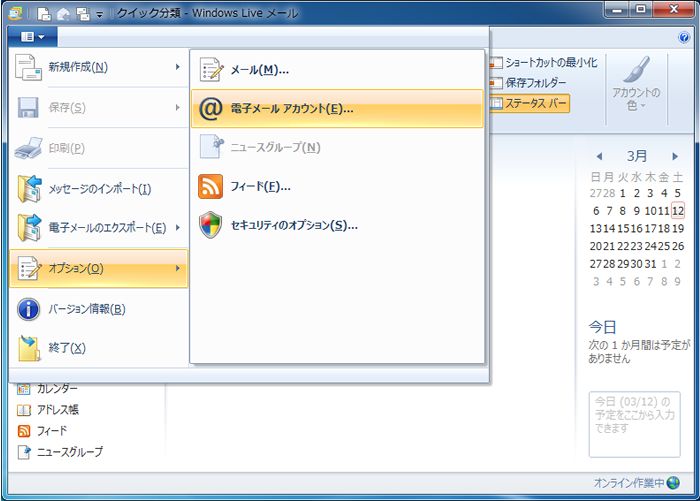 クイック分類 - Windows Live メール
新規作成(N)
保存(S)
印刷(P)
メッセージのインポート(I)
電子メールのエクスポート(E)
オプション(O)
バージョン情報(B)
終了(X)
メール(M)...
電子メール アカウント(E)...
ニュースグループ(N)
フィード(F)...
セキュリティのオプション(S)...
ショートカットの最小化
保存フォルダー
ステータス バー
アカウントの
色
3月
日 月 火 水 木 金 土
27 28 1 2 3 4 5
6 7 8 9 10 11 12
13 14 15 16 17 18 19
20 21 22 23 24 25 26
27 28 29 30 31 1 2
3 4 5 6 7 8 9
今日
次の 1 か月間は予定が
ありません
今日 (03/12) の
予定をここから入力
できます
カレンダー
アドレス帳
フィード
ニュースグループ
オンライン作業中